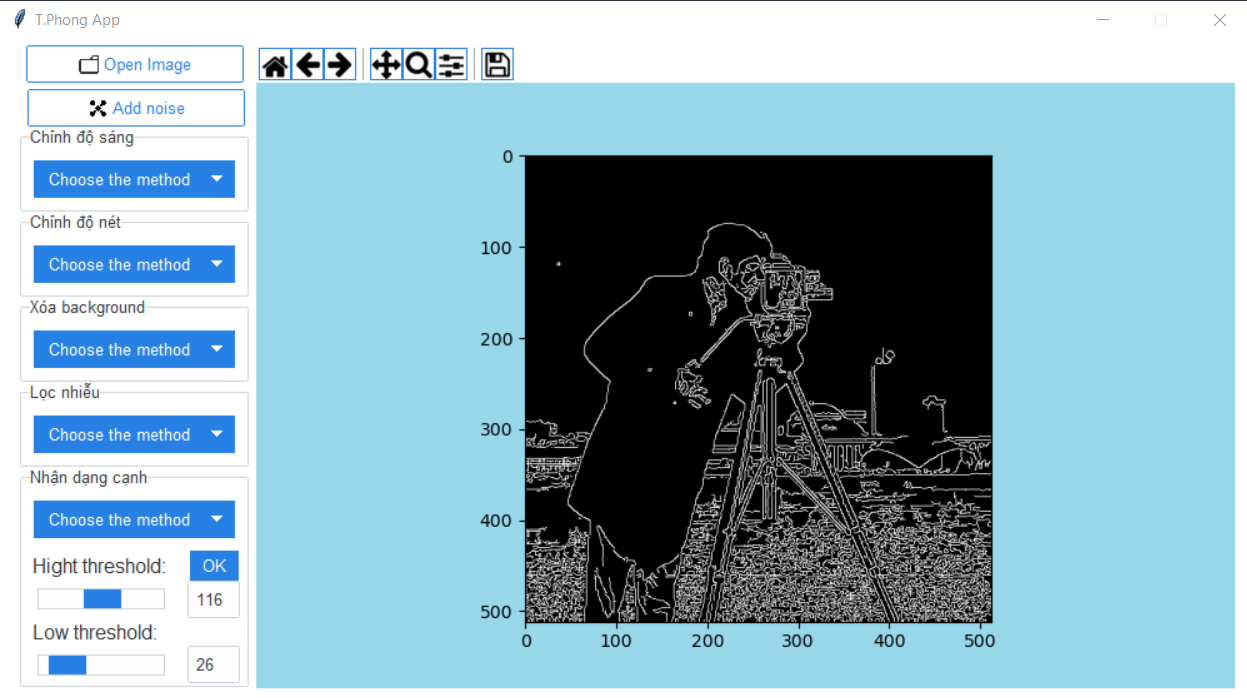 T.Phong App
Open Image
Add noise
Chỉnh độ sáng
Choose the method
Chỉnh độ nét
Choose the method
Xóa background
Choose the method
Lọc nhiễu
Choose the method
Nhận dạng cạnh
Choose the method
Hight threshold:
OK
116
Low threshold:
26
0
100
200
300
400
500
0 100 200 300 400 500